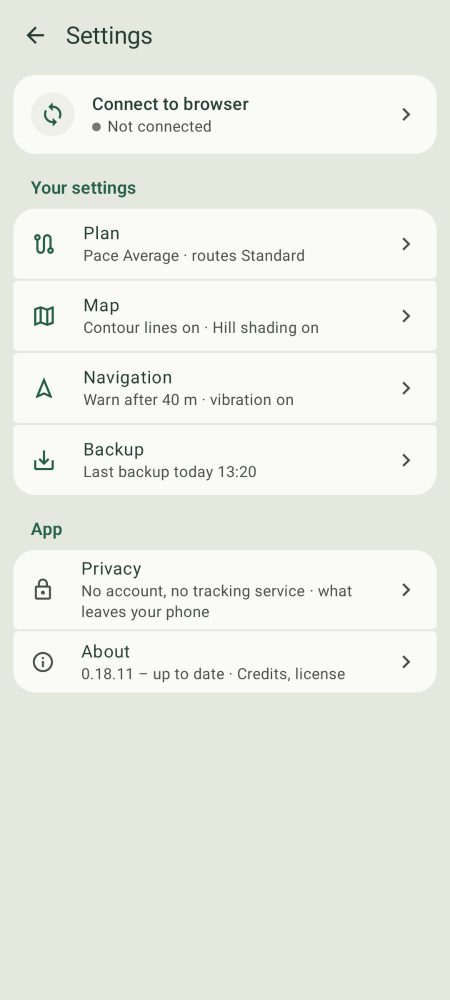 Settings
Connect to browser
Not connected
Your settings
Plan
Pace Average · routes Standard
Map
Contour lines on · Hill shading on
Navigation
Warn after 40 m · vibration on
Backup
Last backup today 13:20
App
Privacy
No account, no tracking service · what
leaves your phone
About
0.18.11 – up to date · Credits, license